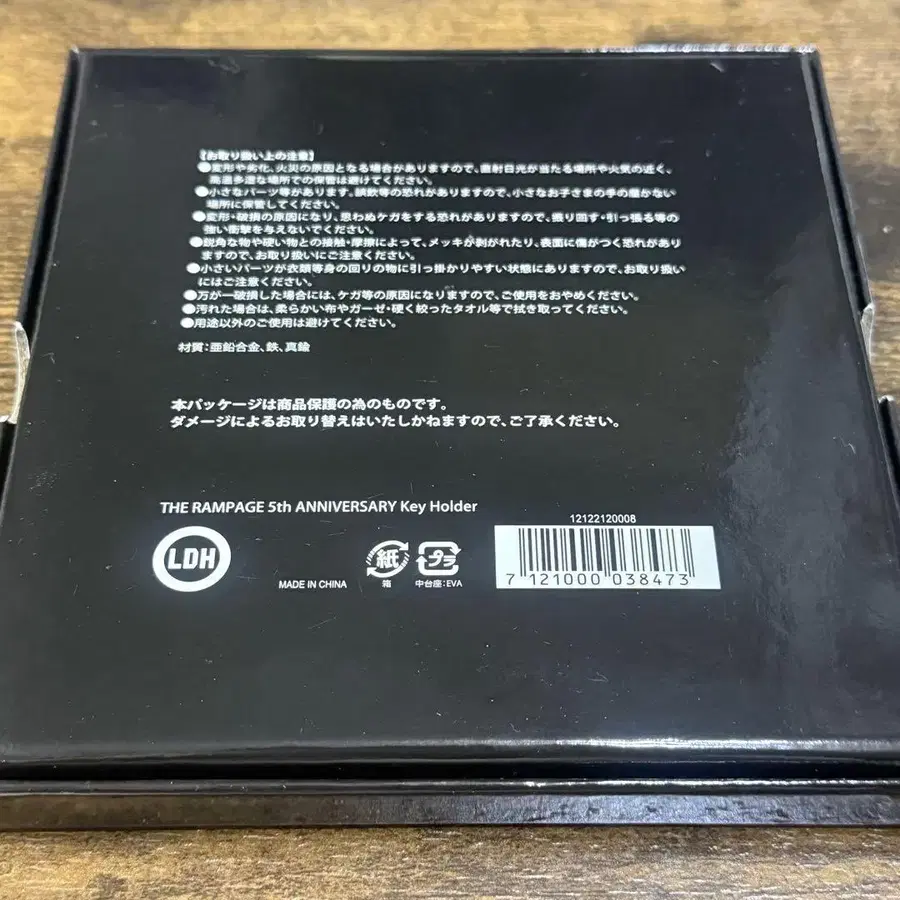 【お取り扱い上の注意】
●変形や劣化、火災の原因となる場合がありますので、直射日光が当たる場所や火気の近く、
高温多湿な場所での保管は避けてください。
●小さなパーツ等があります。誤飲等の恐れがありますので、小さなお子さまの手の届かない
場所に保管してください。
●変形・破損の原因になり、思わぬケガをする恐れがありますので、振り回す・引っ張る等の
強い衝撃を与えないでください。
●鋭角な物や硬い物との接触・摩擦によって、メッキが剥がれたり、表面に傷がつく恐れがあり
ますので、お取り扱いにご注意ください。
●小さいパーツが衣類等身の回りの物に引っ掛かりやすい状態にありますので、お取り扱い
にはご注意ください。
●万が一破損した場合には、ケガ等の原因になりますので、ご使用をおやめください。
●汚れた場合は、柔らかい布やガーゼ・硬く絞ったタオル等で拭き取ってください。
●用途以外のご使用は避けてください。
材質：亜鉛合金、鉄、真鍮
本パッケージは商品保護の為のものです。
ダメージによるお取り替えはいたしかねますので、ご了承ください。
THE RAMPAGE 5th ANNIVERSARY Key Holder
LDH
MADE IN CHINA
紙
箱
プラ
中台座：EVA
12122120008
7 121000 038473